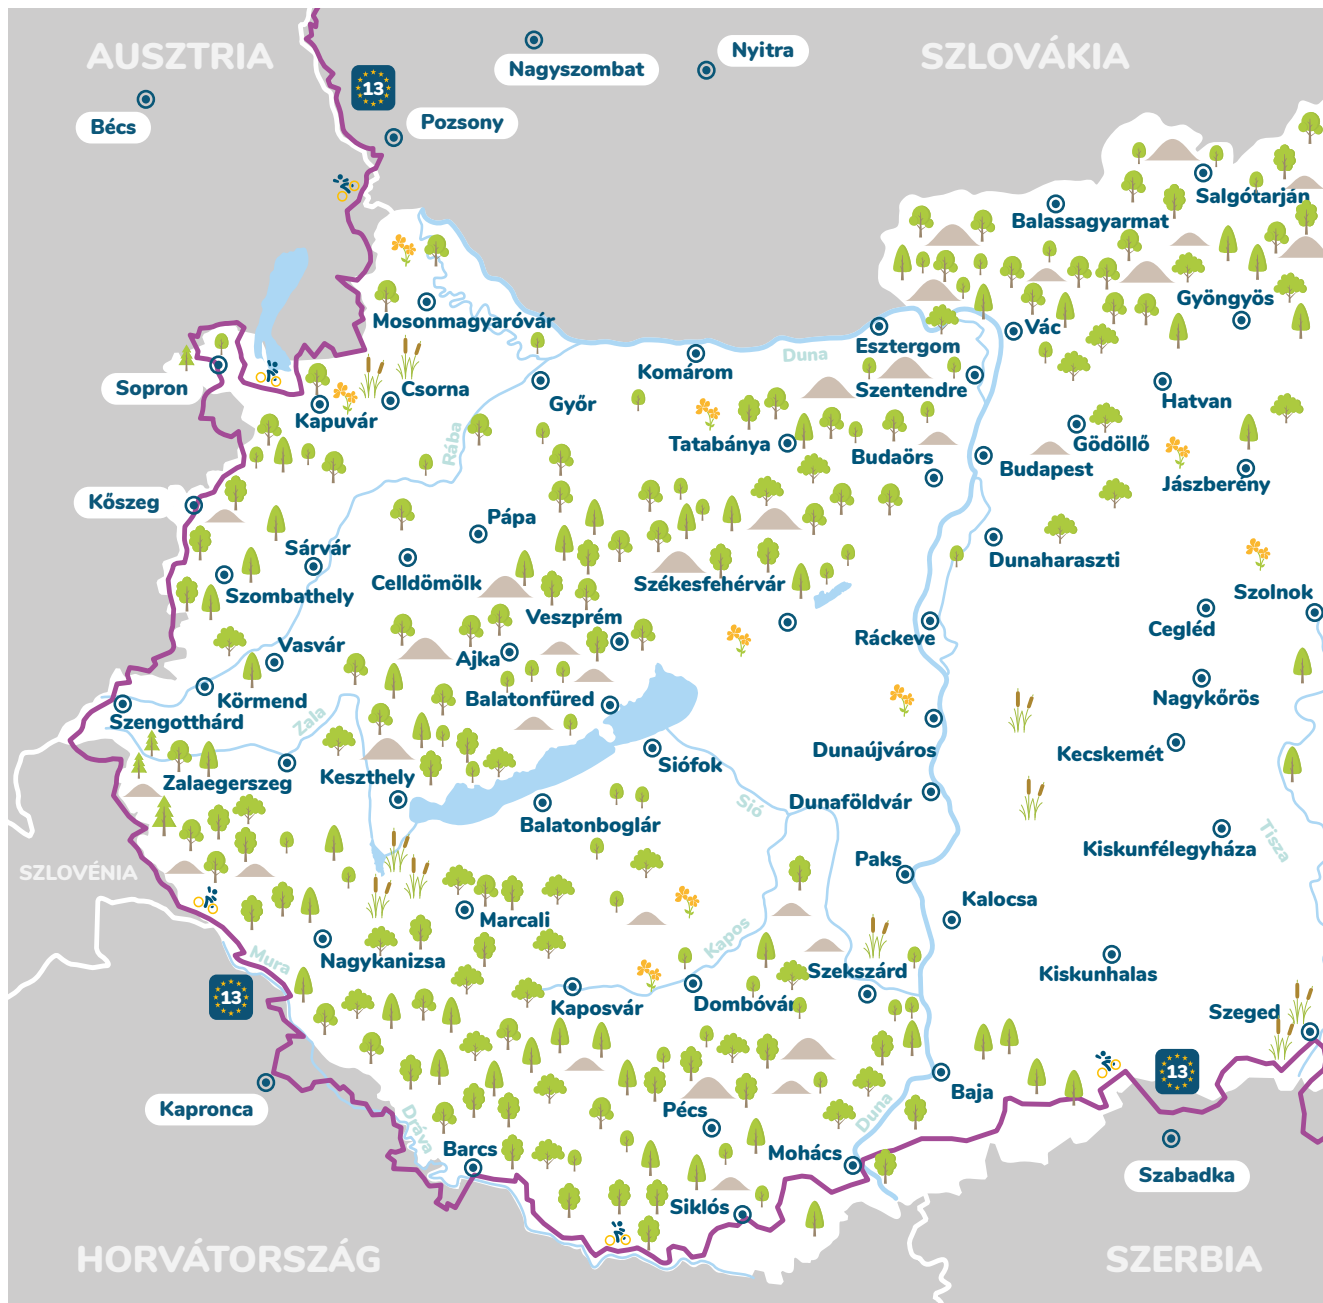 AUSZTRIA
SZLOVÁKIA
Nyitra
Nagyszombat
13
Bécs
Pozsony
Salgótarján
Balassagyarmat
Gyöngyös
Mosonmagyaróvár
Vác
Esztergom
Duna
Komárom
Sopron
Csorna
Szentendre
Hatvan
Győr
Kapuvár
Rába
Tatabánya
Gödöllő
Budaörs
Budapest
Jászberény
Kőszeg
Pápa
Sárvár
Dunaharaszti
Celldömölk
Székesfehérvár
Szombathely
Szolnok
Veszprém
Cegléd
Ráckeve
Vasvár
Ajka
Körmend
Balatonfüred
Nagykőrös
Szengotthárd
Zala
Dunaújváros
Kecskemét
Siófok
Zalaegerszeg
Keszthely
Sió
Dunaföldvár
Balatonboglár
Tisza
Kiskunfélegyháza
Paks
SZLOVÉNIA
Kalocsa
Marcali
Kapos
Nagykanizsa
Mura
Szekszárd
Kiskunhalas
13
Kaposvár
Dombóvár
Szeged
13
Baja
Kapronca
Pécs
Duna
Dráva
Barcs
Mohács
Szabadka
Siklós
HORVÁTORSZÁG
SZERBIA